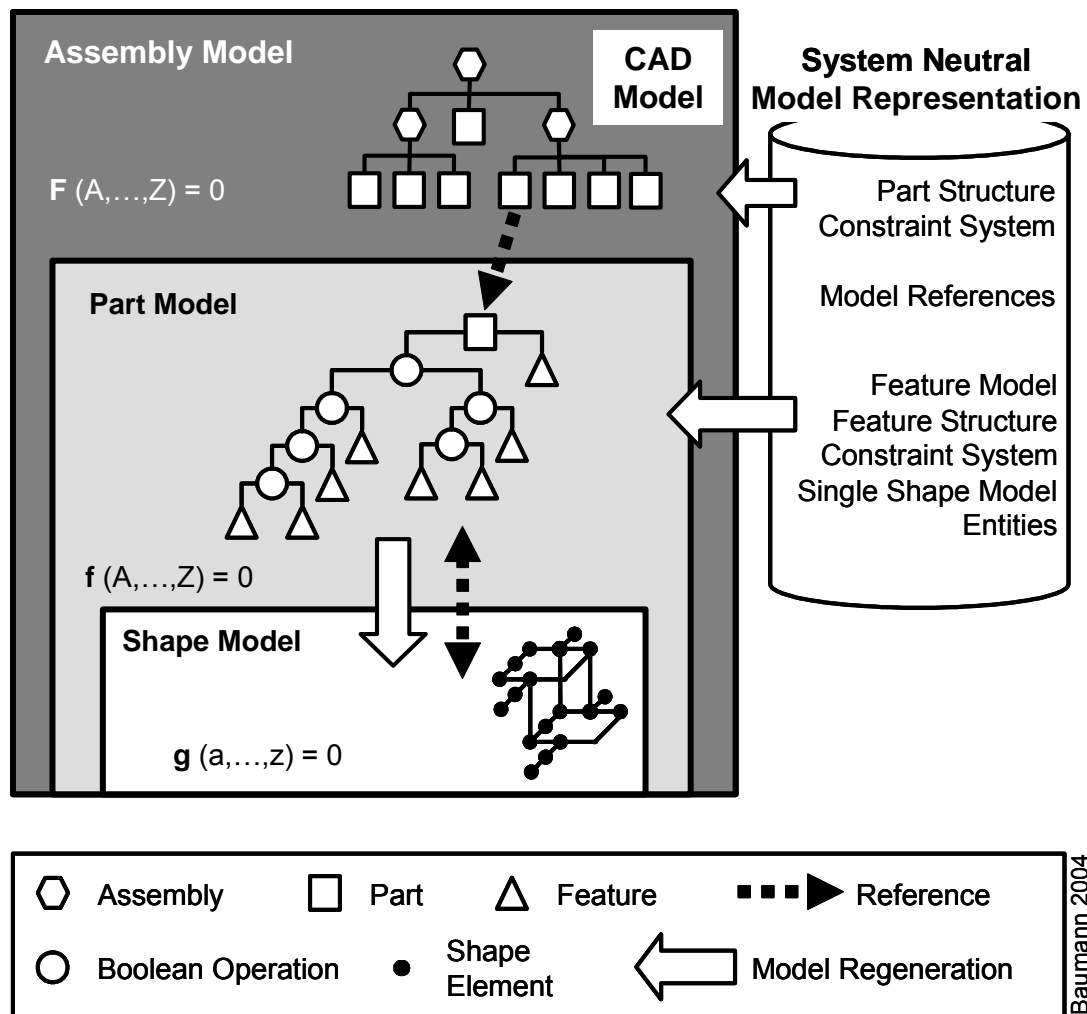 Assembly Model
CAD
Model
F (A,…,Z) = 0
System Neutral
Model Representation
Part Structure
Constraint System
Model References
Feature Model
Feature Structure
Constraint System
Single Shape Model
Entities
Part Model
f (A,…,Z) = 0
Shape Model
g (a,…,z) = 0
Assembly
Part
Feature
Reference
Boolean Operation
Shape
Element
Model Regeneration
Baumann 2004